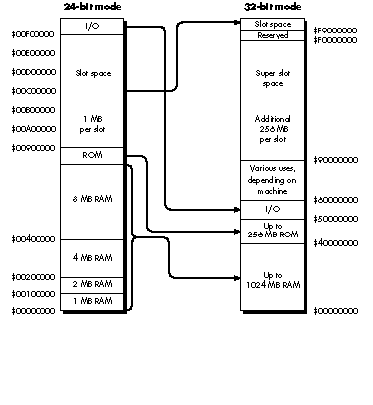 24-bit mode
32-bit mode
I/O
$00F00000
$00E00000
$00D00000
Slot space
$00C00000
$00B00000
1 MB
per slot
$00A00000
$00900000
ROM
8 MB RAM
$00400000
4 MB RAM
$00200000
2 MB RAM
$00100000
1 MB RAM
$00000000
Slot space
$F9000000
Reserved
$F0000000
Super slot
space
Additional
256 MB
per slot
$90000000
Various uses,
depending on
machine
$60000000
I/O
$50000000
Up to
256 MB ROM
$40000000
Up to
1024 MB RAM
$00000000